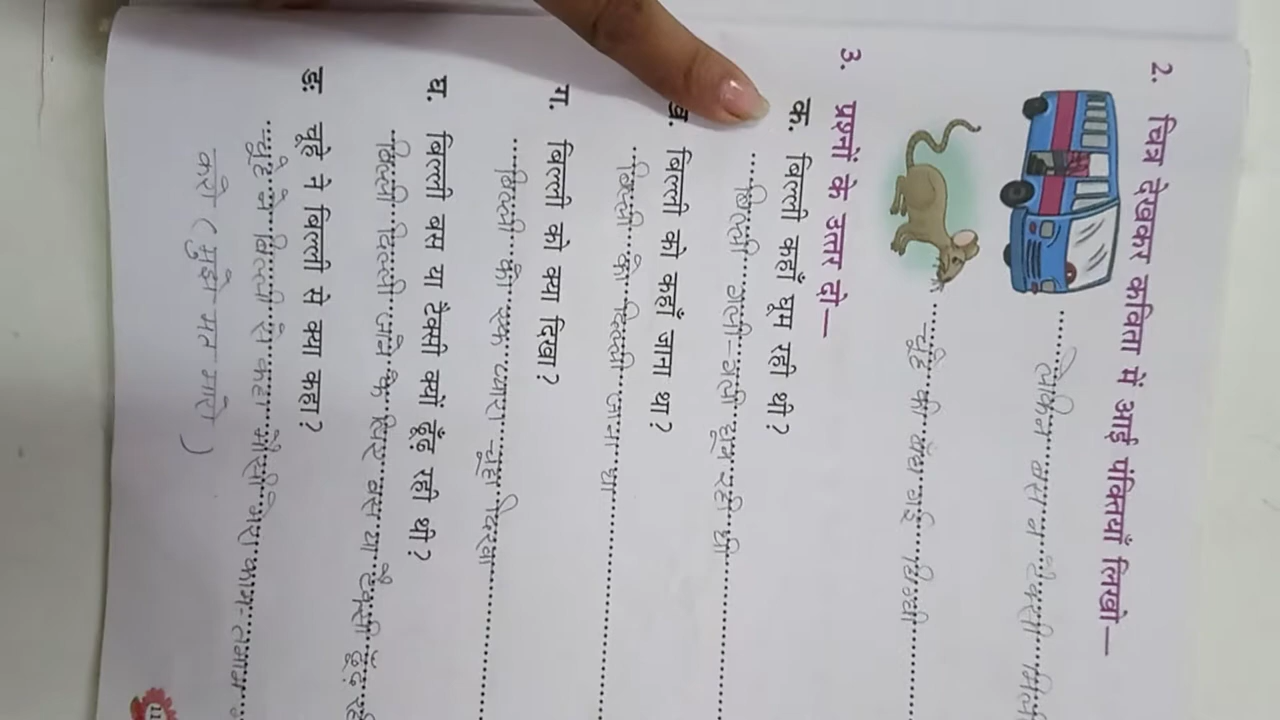 2. चित्र देखकर कविता में आई पंक्तियाँ लिखो—
लेकिन बस न टैक्सी मिली
चूहे की बँध गई घिग्घी
3. प्रश्नों के उत्तर दो—
क. बिल्ली कहाँ घूम रही थी?
बिल्ली गली-गली घूम रही थी
ख. बिल्ली को कहाँ जाना था?
बिल्ली को दिल्ली जाना था
ग. बिल्ली को क्या दिखा?
बिल्ली को एक प्यारा चूहा दिखा
घ. बिल्ली बस या टैक्सी क्यों ढूँढ़ रही थी?
बिल्ली दिल्ली जाने के लिए बस या टैक्सी ढूँढ़
ङ. चूहे ने बिल्ली से क्या कहा?
चूहे ने बिल्ली से कहा मौसी मेरा काम-तमाम
करो (मुझे मत मारो)
11